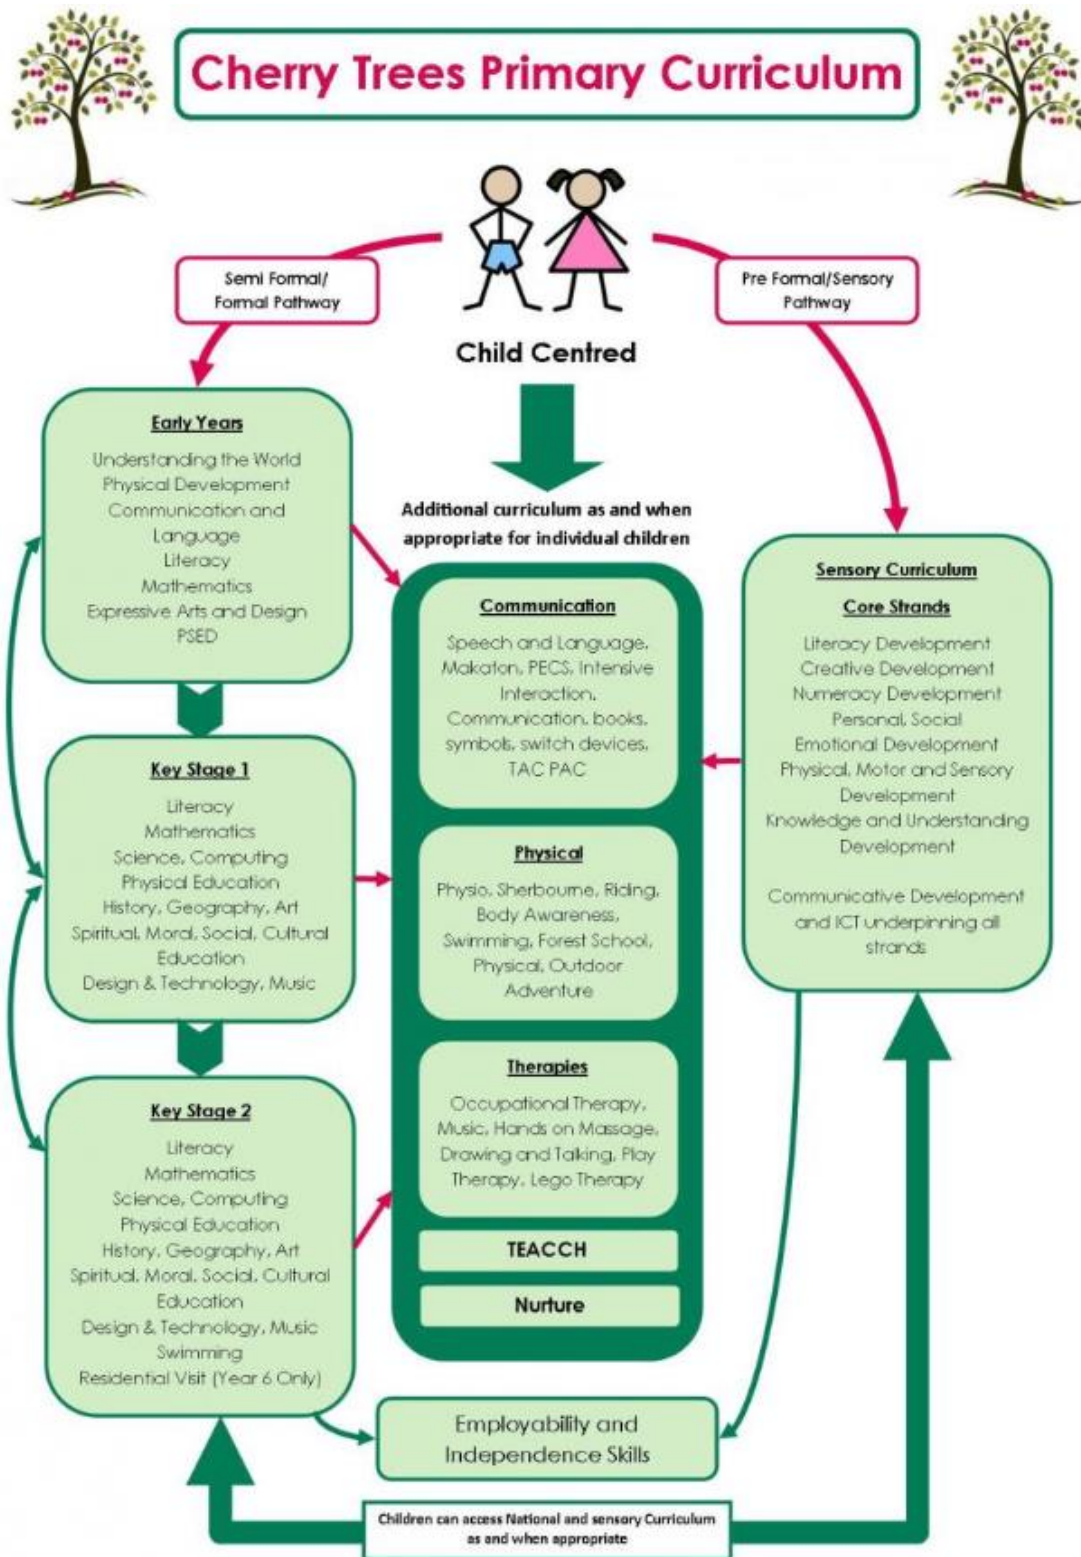 Cherry Trees Primary Curriculum
Semi Formal/
Formal Pathway
Pre Formal/Sensory
Pathway
Child Centred
Early Years
Understanding the World
Physical Development
Communication and
Language
Literacy
Mathematics
Expressive Arts and Design
PSED
Key Stage 1
Literacy
Mathematics
Science, Computing
Physical Education
History, Geography, Art
Spiritual, Moral, Social, Cultural
Education
Design & Technology, Music
Key Stage 2
Literacy
Mathematics
Science, Computing
Physical Education
History, Geography, Art
Spiritual, Moral, Social, Cultural
Education
Design & Technology, Music
Swimming
Residential Visit (Year 6 Only)
Additional curriculum as and when
appropriate for individual children
Communication
Speech and Language,
Makaton, PECS, Intensive
Interaction,
Communication, books,
symbols, switch devices,
TAC PAC
Physical
Physio, Sherbourne, Riding,
Body Awareness,
Swimming, Forest School,
Physical, Outdoor
Adventure
Therapies
Occupational Therapy,
Music, Hands on Massage,
Drawing and Talking, Play
Therapy, Lego Therapy
TEACCH
Nurture
Sensory Curriculum
Core Strands
Literacy Development
Creative Development
Numeracy Development
Personal, Social
Emotional Development
Physical, Motor and Sensory
Development
Knowledge and Understanding
Development
Communicative Development
and ICT underpinning all
strands
Employability and
Independence Skills
Children can access National and sensory Curriculum
as and when appropriate